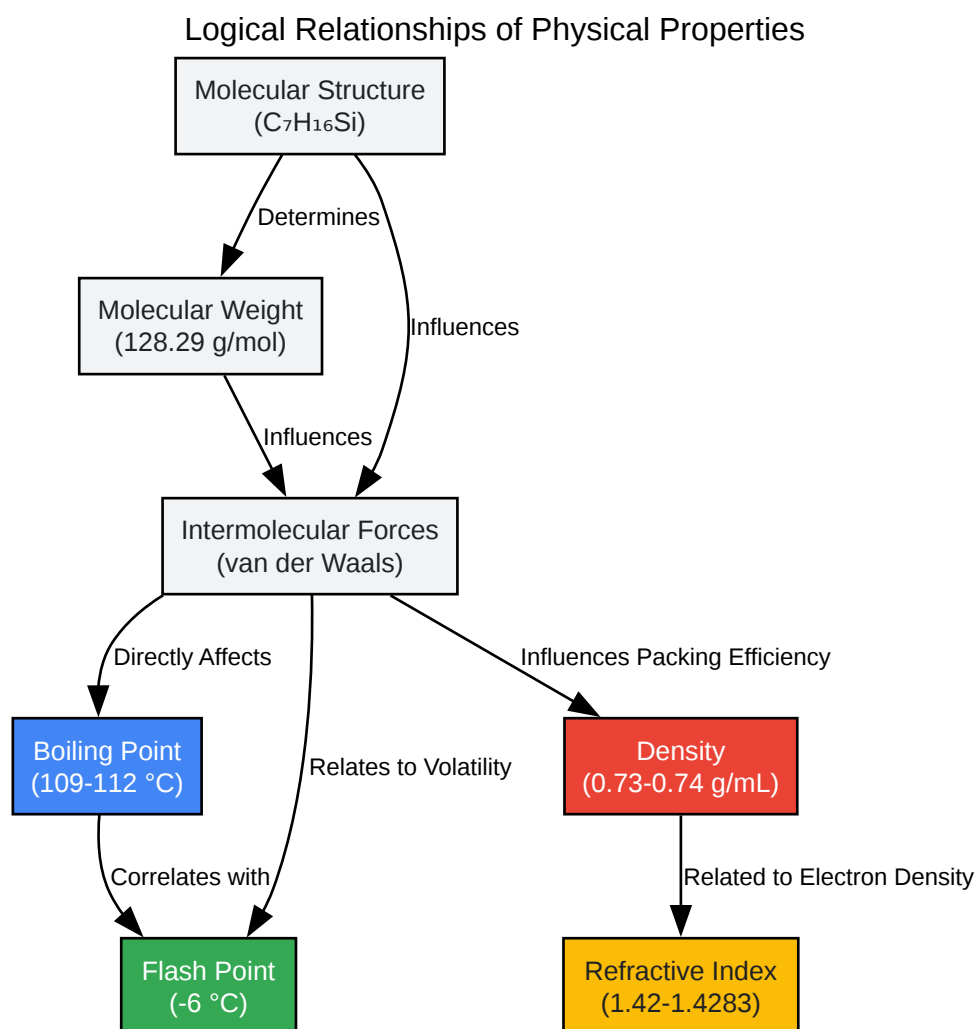 Logical Relationships of Physical Properties
Molecular Structure
(C₇H₁₆Si)
Determines
Molecular Weight
(128.29 g/mol)
Influences
Influences
Intermolecular Forces
(van der Waals)
Directly Affects
Influences Packing Efficiency
Boiling Point
(109-112 °C)
Relates to Volatility
Density
(0.73-0.74 g/mL)
Correlates with
Related to Electron Density
Flash Point
(-6 °C)
Refractive Index
(1.42-1.4283)